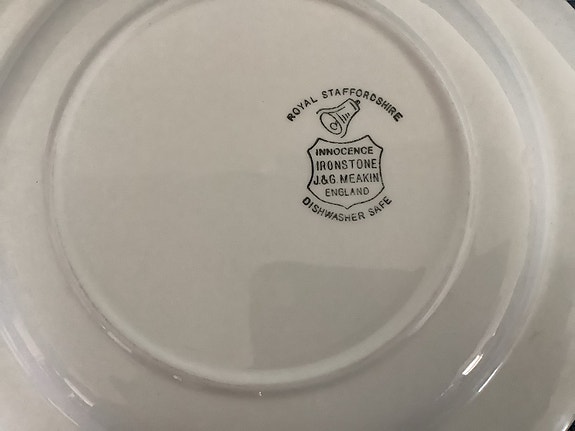 ROYAL STAFFORDSHIRE
INNOCENCE
IRONSTONE
J.&G. MEAKIN
ENGLAND
DISHWASHER SAFE